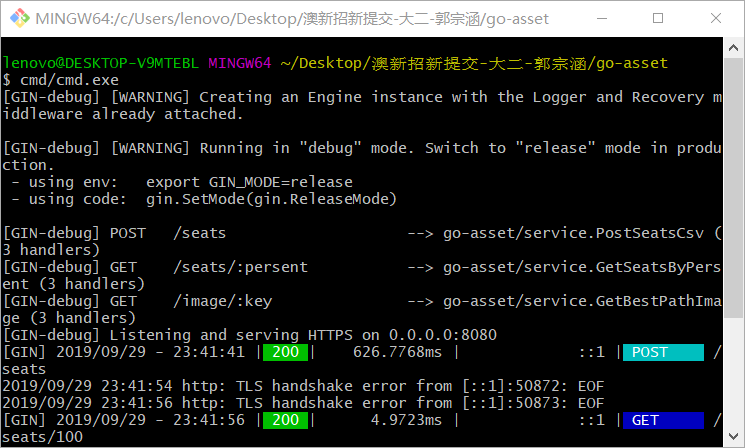 MINGW64:/c/Users/lenovo/Desktop/澳新招新提交-大二-郭宗涵/go-asset
lenovo@DESKTOP-V9MTEBL MINGW64 ~/Desktop/澳新招新提交-大二-郭宗涵/go-asset
$ cmd/cmd.exe
[GIN-debug] [WARNING] Creating an Engine instance with the Logger and Recovery m
iddleware already attached.
[GIN-debug] [WARNING] Running in "debug" mode. Switch to "release" mode in produ
ction.
- using env:   export GIN_MODE=release
- using code:  gin.SetMode(gin.ReleaseMode)
[GIN-debug] POST   /seats                    --> go-asset/service.PostSeatsCsv (
3 handlers)
[GIN-debug] GET    /seats/:persent           --> go-asset/service.GetSeatsByPers
ent (3 handlers)
[GIN-debug] GET    /image/:key               --> go-asset/service.GetBestPathIma
ge (3 handlers)
[GIN-debug] Listening and serving HTTPS on 0.0.0.0:8080
[GIN] 2019/09/29 - 23:41:41 | 200 |    626.7768ms |             ::1 | POST     /
seats
2019/09/29 23:41:54 http: TLS handshake error from [::1]:50872: EOF
2019/09/29 23:41:56 http: TLS handshake error from [::1]:50873: EOF
[GIN] 2019/09/29 - 23:41:56 | 200 |      4.9723ms |             ::1 | GET      /
seats/100